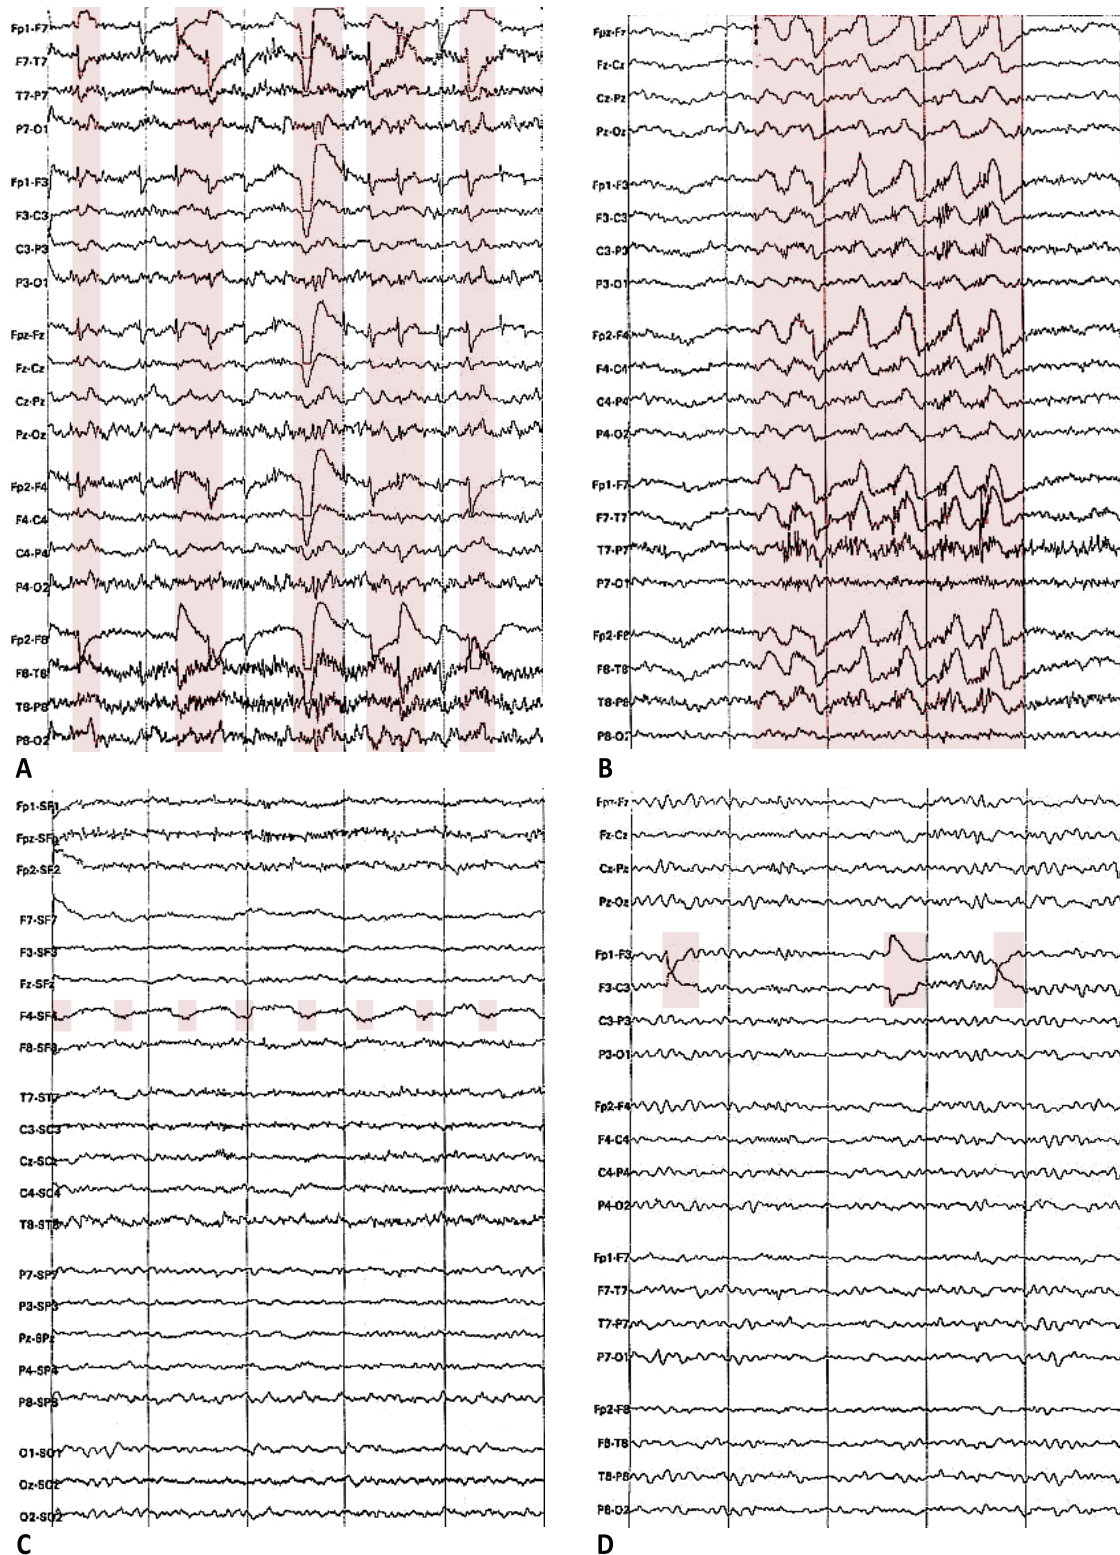 Fp1-F7
F7-T7
T7-P7
P7-O1
Fp1-F3
F3-C3
C3-P3
P3-O1
Fpz-Fz
Fz-Cz
Cz-Pz
Pz-Oz
Fp2-F4
F4-C4
C4-P4
P4-O2
Fp2-F8
F8-T8
T8-P8
P8-O2
A
Fpz-Fz
Fz-Cz
Cz-Pz
Pz-Oz
Fp1-F3
F3-C3
C3-P3
P3-O1
Fp2-F4
F4-C4
C4-P4
P4-O2
Fp1-F7
F7-T7
T7-P7
P7-O1
Fp2-F8
F8-T8
T8-P8
P8-O2
B
Fp1-SF1
Fp2-SF2
F7-SF7
F3-SF3
Fz-SFz
F4-SF4
F8-SF8
T7-ST7
C3-SC3
Cz-SCz
C4-SC4
T8-ST8
P7-SP7
P3-SP3
Pz-SPz
P4-SP4
P8-SP8
O1-SO1
Oz-SOz
O2-SO2
C
Fpz-Fz
Fz-Cz
Cz-Pz
Pz-Oz
Fp1-F3
F3-C3
C3-P3
P3-O1
Fp2-F4
F4-C4
C4-P4
P4-O2
Fp1-F7
F7-T7
T7-P7
P7-O1
Fp2-F8
F8-T8
T8-P8
P8-O2
D